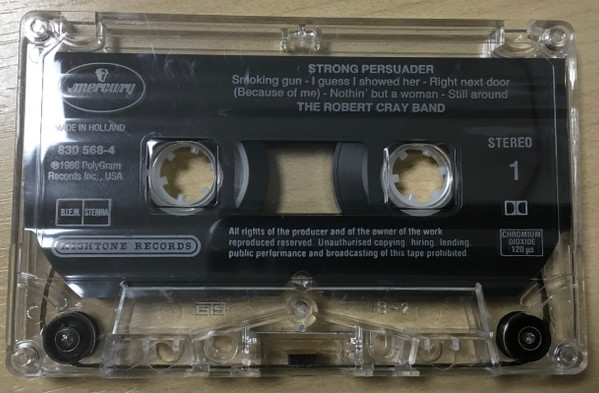 mercury
STRONG PERSUADER
Smoking gun - I guess I showed her - Right next door
(Because of me) - Nothin' but a woman - Still around
THE ROBERT CRAY BAND
MADE IN HOLLAND
830 568-4
℗1986 PolyGram
Records Inc., USA
STEREO
1
B.I.E.M. STEMRA
HIGHTONE RECORDS
All rights of the producer and of the owner of the work
reproduced reserved. Unauthorised copying hiring. lending.
public performance and broadcasting of this tape prohibited.
CHROMIUM
DIOXIDE
120 µs